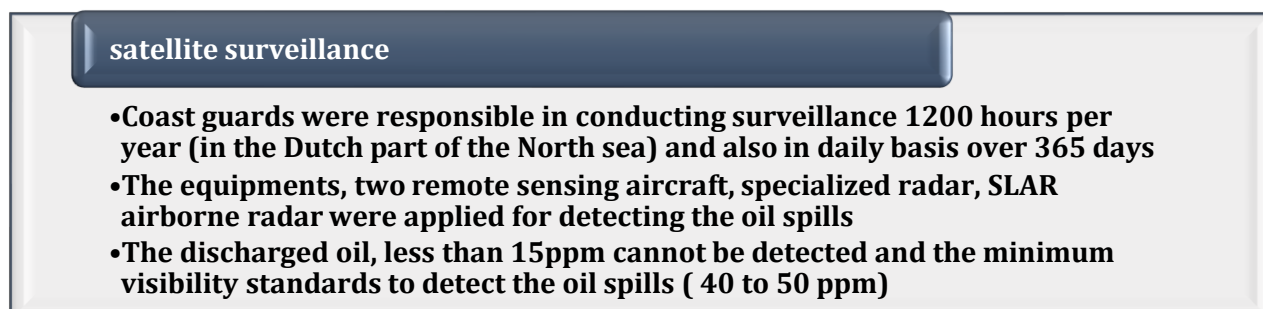 satellite surveillance
•Coast guards were responsible in conducting surveillance 1200 hours per
year (in the Dutch part of the North sea) and also in daily basis over 365 days
•The equipments, two remote sensing aircraft, specialized radar, SLAR
airborne radar were applied for detecting the oil spills
•The discharged oil, less than 15ppm cannot be detected and the minimum
visibility standards to detect the oil spills ( 40 to 50 ppm)